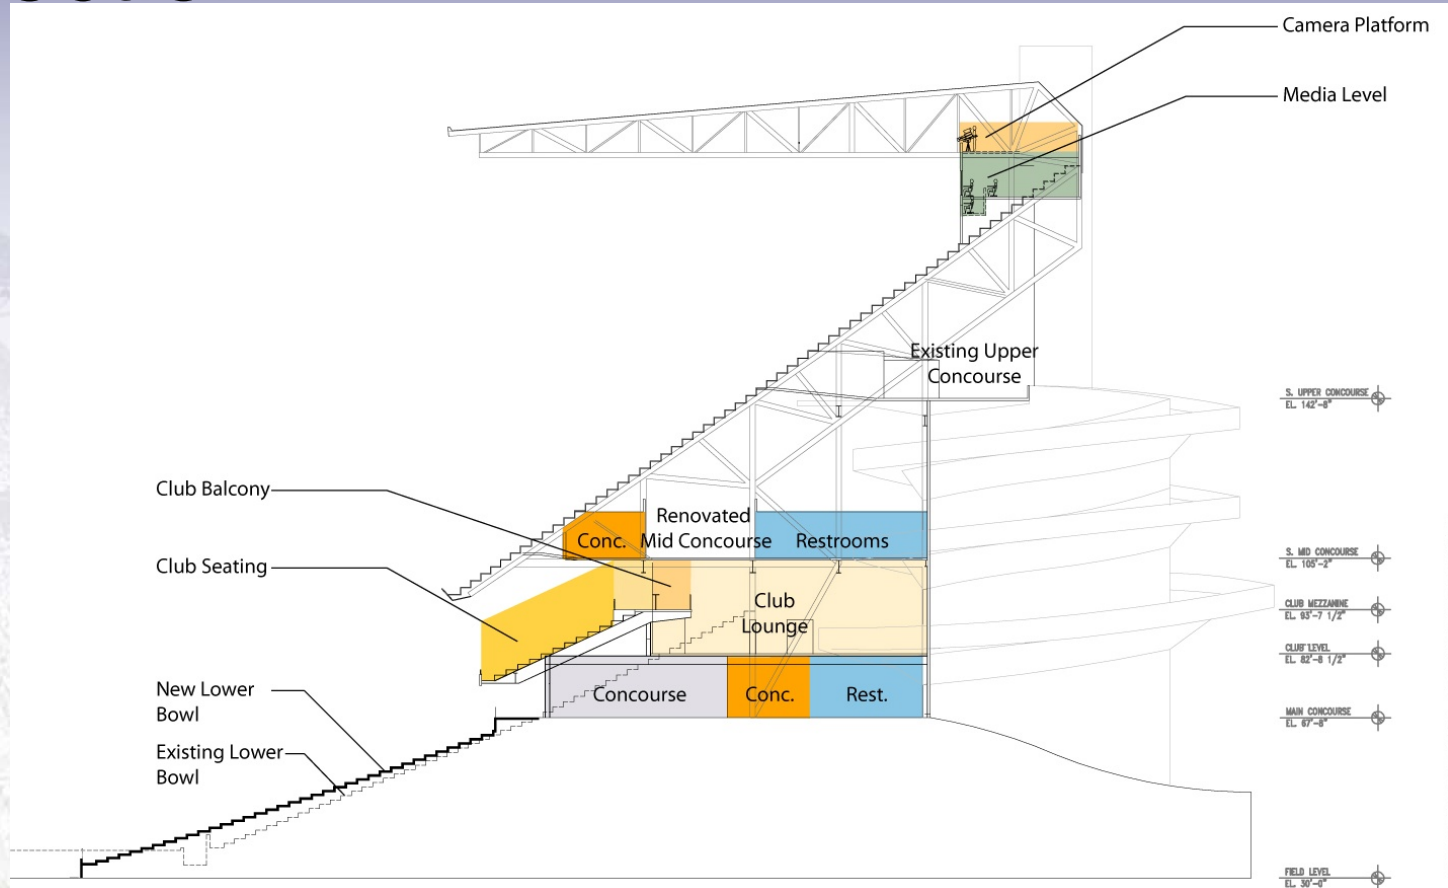 Camera Platform
Media Level
Existing Upper
Concourse
S. UPPER CONCOURSE
EL. 142'-8"
Club Balcony
Renovated
Conc. Mid Concourse Restrooms
S. MID CONCOURSE
EL. 105'-2"
Club Seating
Club
Lounge
CLUB MEZZANINE
EL. 93'-7 1/2"
CLUB LEVEL
EL. 82'-8 1/2"
New Lower
Bowl
Concourse Conc. Rest.
MAIN CONCOURSE
EL. 67'-8"
Existing Lower
Bowl
FIELD LEVEL
EL. 30'-0"